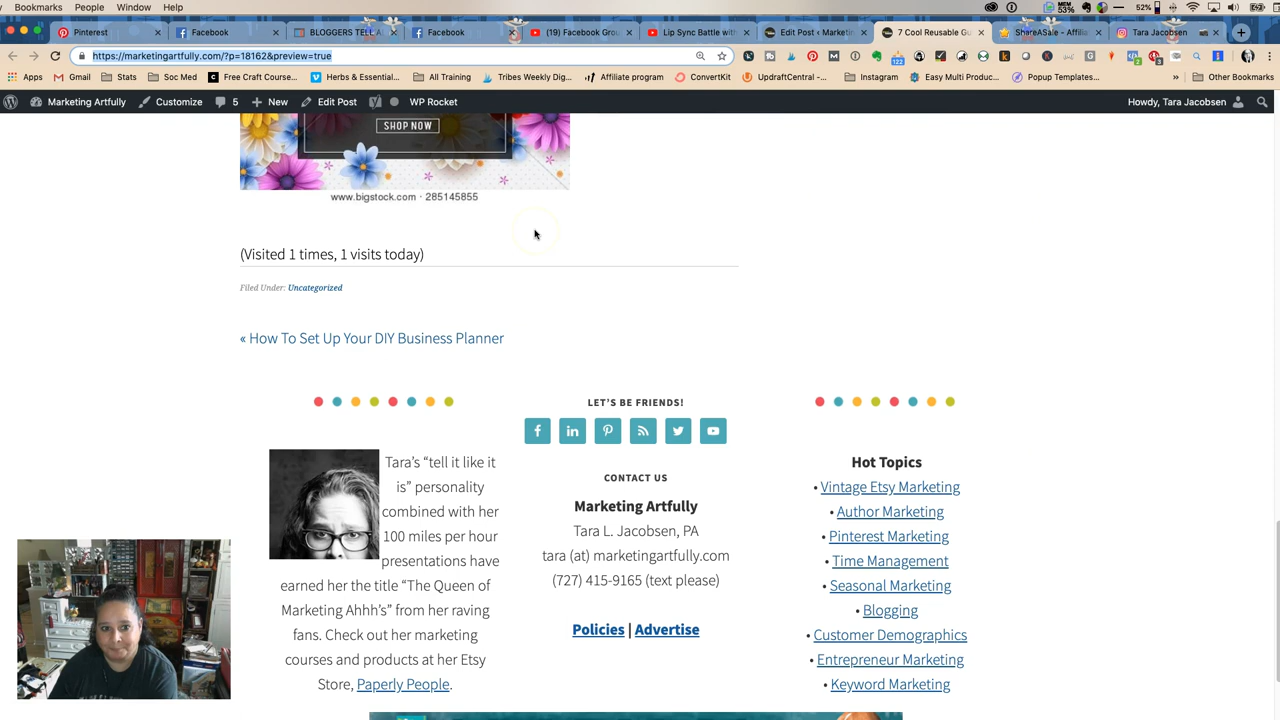 Bookmarks People Window Help
52%
Pinterest
Facebook
BLOGGERS TELL A
Facebook
(19) Facebook Gro
Lip Sync Battle with
Edit Post ‹ Marketin
7 Cool Reusable Gu
ShareASale - Affilia
Tara Jacobsen
https://marketingartfully.com/?p=18162&preview=true
Apps
Gmail
Stats
Soc Med
Free Craft Course...
Herbs & Essential...
All Training
Tribes Weekly Dig...
Affiliate program
ConvertKit
UpdraftCentral -...
Instagram
Easy Multi Produc...
Popup Templates...
»
Other Bookmarks
Marketing Artfully
Customize
5
New
Edit Post
WP Rocket
Howdy, Tara Jacobsen
SHOP NOW
www.bigstock.com · 285145855
(Visited 1 times, 1 visits today)
Filed Under: Uncategorized
« How To Set Up Your DIY Business Planner
Tara's “tell it like it
is” personality
combined with her
100 miles per hour
presentations have
earned her the title “The Queen of
Marketing Ahhh's” from her raving
fans. Check out her marketing
courses and products at her Etsy
Store, Paperly People.
LET'S BE FRIENDS!
CONTACT US
Marketing Artfully
Tara L. Jacobsen, PA
tara (at) marketingartfully.com
(727) 415-9165 (text please)
Policies | Advertise
Hot Topics
• Vintage Etsy Marketing
• Author Marketing
• Pinterest Marketing
• Time Management
• Seasonal Marketing
• Blogging
• Customer Demographics
• Entrepreneur Marketing
• Keyword Marketing